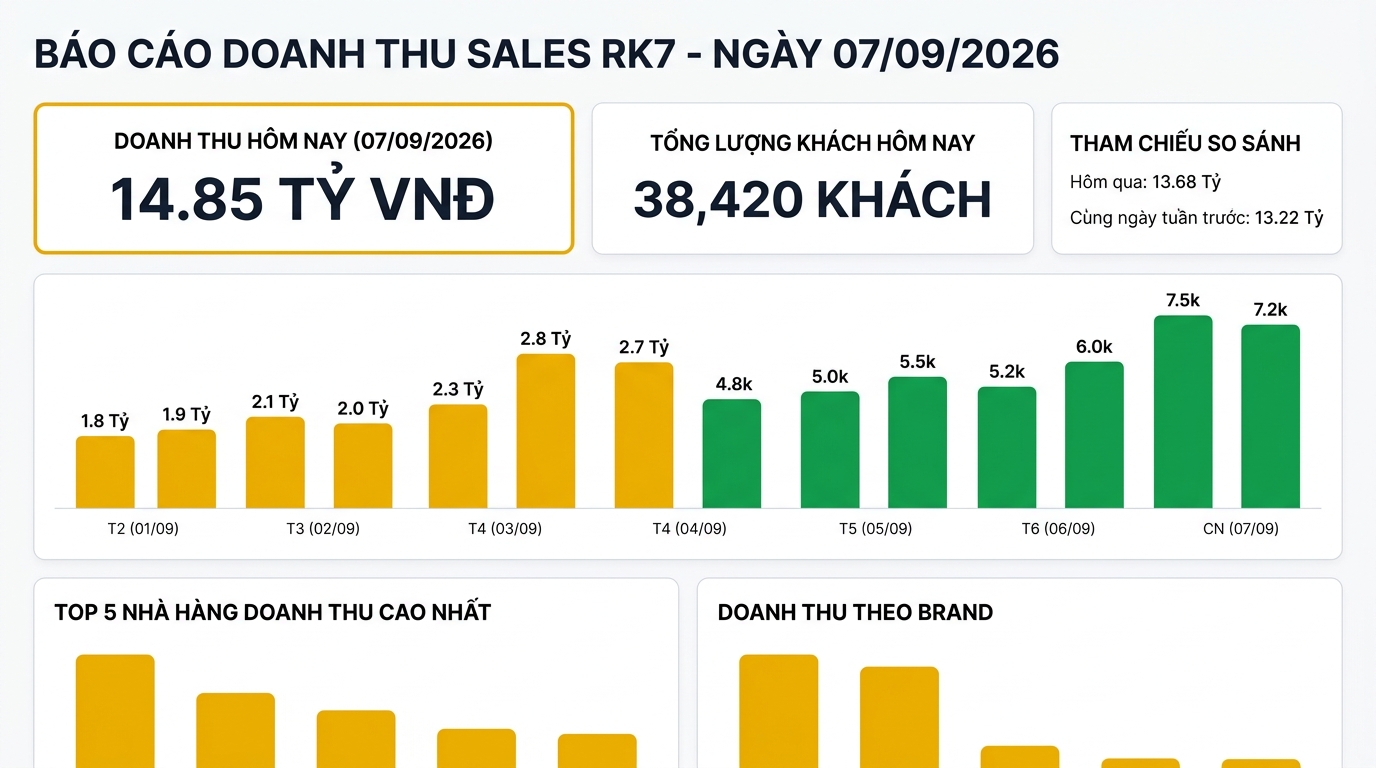 BÁO CÁO DOANH THU SALES RK7 - NGÀY 07/09/2026
DOANH THU HÔM NAY (07/09/2026)
14.85 TỶ VNĐ
TỔNG LƯỢNG KHÁCH HÔM NAY
38,420 KHÁCH
THAM CHIẾU SO SÁNH
Hôm qua: 13.68 Tỷ
Cùng ngày tuần trước: 13.22 Tỷ
1.8 Tỷ
1.9 Tỷ
2.1 Tỷ
2.0 Tỷ
2.3 Tỷ
2.8 Tỷ
2.7 Tỷ
4.8k
5.0k
5.5k
5.2k
6.0k
7.5k
7.2k
T2 (01/09)
T3 (02/09)
T4 (03/09)
T4 (04/09)
T5 (05/09)
T6 (06/09)
CN (07/09)
TOP 5 NHÀ HÀNG DOANH THU CAO NHẤT
DOANH THU THEO BRAND